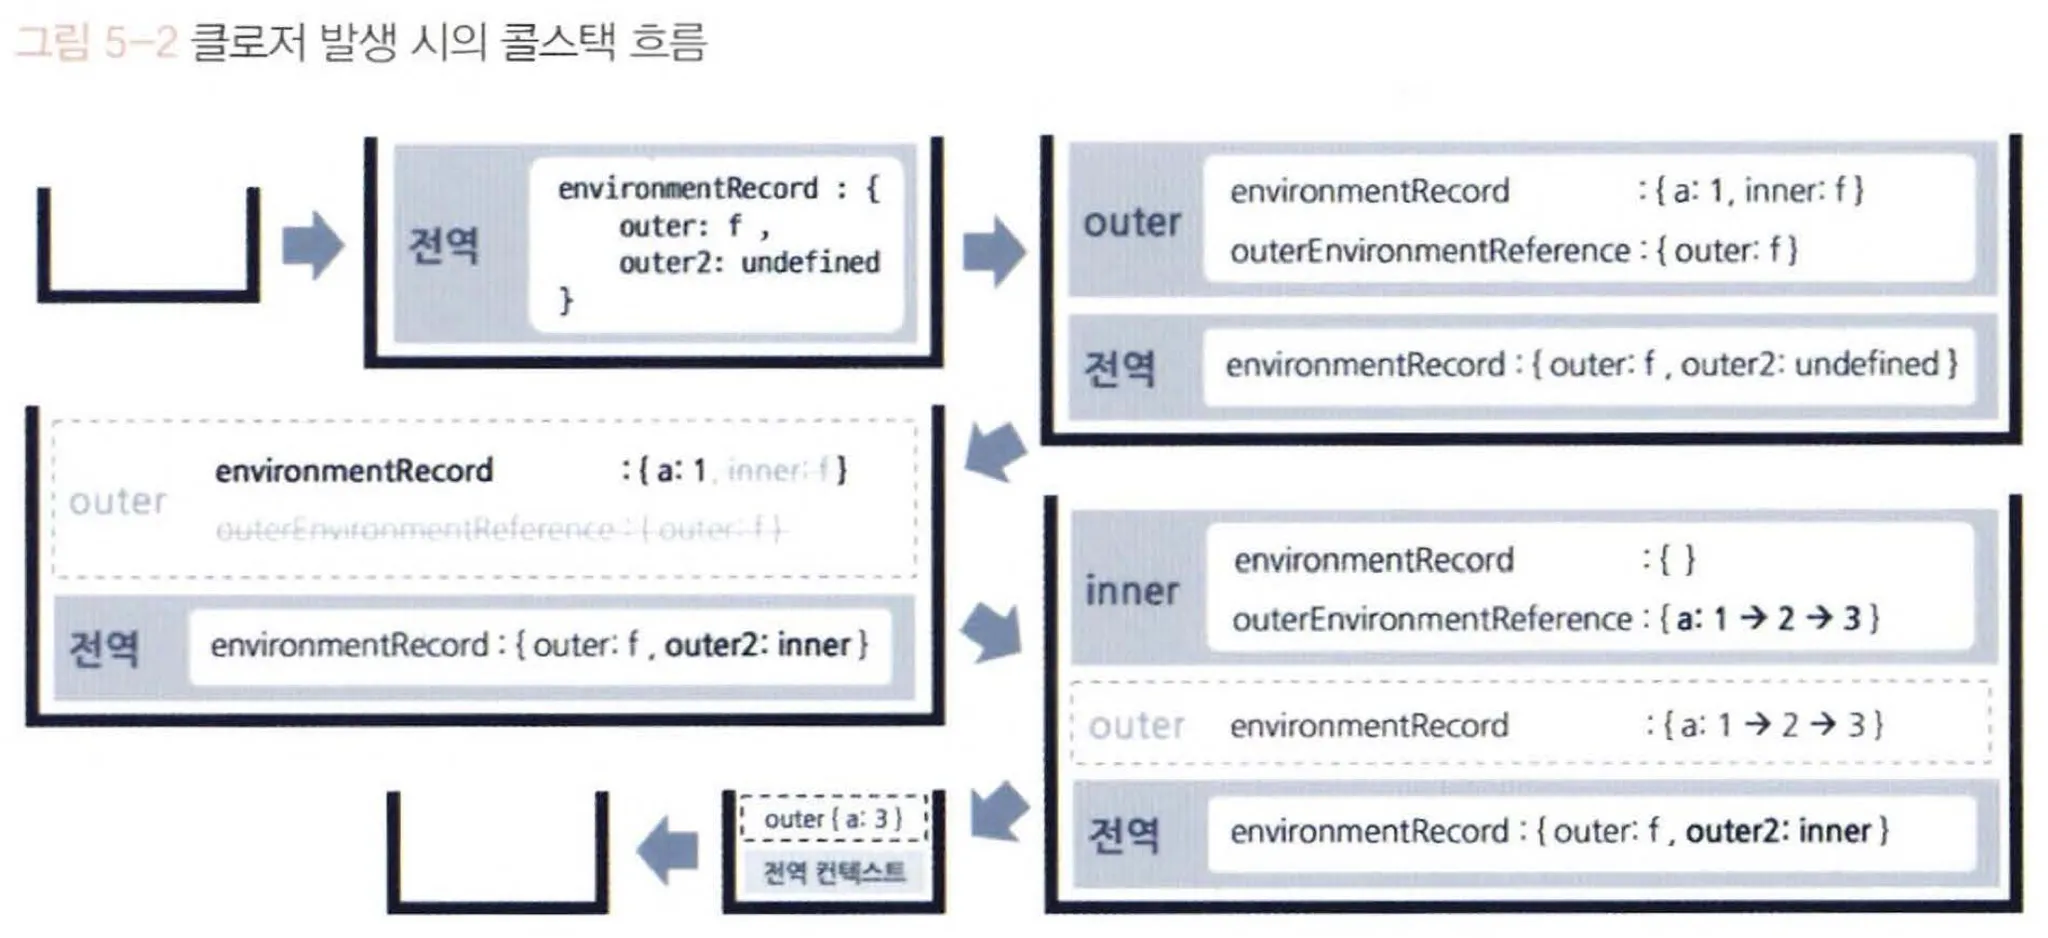 그림 5-2 클로저 발생 시의 콜스택 흐름
전역
environmentRecord : {
outer: f ,
outer2: undefined
}
outer
environmentRecord : { a: 1, inner: f }
outerEnvironmentReference : { outer: f }
전역
environmentRecord : { outer: f , outer2: undefined }
outer
environmentRecord : { a: 1, inner: f }
outerEnvironmentReference : { outer: f }
전역
environmentRecord : { outer: f , outer2: inner }
inner
environmentRecord : { }
outerEnvironmentReference : { a: 1 → 2 → 3 }
outer
environmentRecord : { a: 1 → 2 → 3 }
전역
environmentRecord : { outer: f , outer2: inner }
outer { a: 3 }
전역 컨텍스트